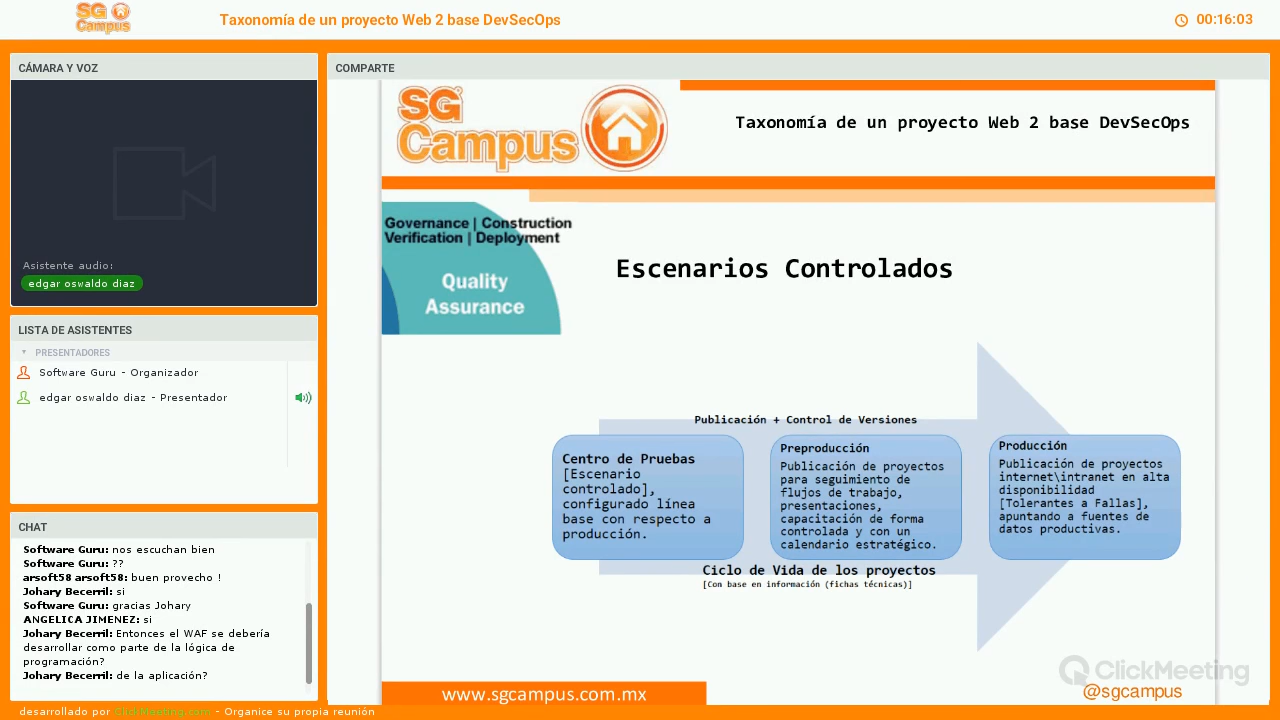 SG Campus
Taxonomía de un proyecto Web 2 base DevSecOps
00:16:03
CÁMARA Y VOZ
Asistente audio:
edgar oswaldo diaz
LISTA DE ASISTENTES
PRESENTADORES
Software Guru - Organizador
edgar oswaldo diaz - Presentador
CHAT
Software Guru: nos escuchan bien
Software Guru: ??
arsoft58 arsoft58: buen provecho !
Johary Becerril: si
Software Guru: gracias Johary
ANGELICA JIMENEZ: si
Johary Becerril: Entonces el WAF se debería
desarrollar como parte de la lógica de
programación?
Johary Becerril: de la aplicación?
desarrollado por ClickMeeting.com - Organice su propia reunión
COMPARTE
SG
Campus
Taxonomía de un proyecto Web 2 base DevSecOps
Governance | Construction
Verification | Deployment
Quality
Assurance
Escenarios Controlados
Publicación + Control de Versiones
Centro de Pruebas
[Escenario
controlado],
configurado línea
base con respecto a
producción.
Preproducción
Publicación de proyectos
para seguimiento de
flujos de trabajo,
presentaciones,
capacitación de forma
controlada y con un
calendario estratégico.
Producción
Publicación de proyectos
internet\intranet en alta
disponibilidad
[Tolerantes a Fallas],
apuntando a fuentes de
datos productivas.
Ciclo de Vida de los proyectos
[Con base en información (fichas técnicas)]
www.sgcampus.com.mx
ClickMeeting
@sgcampus